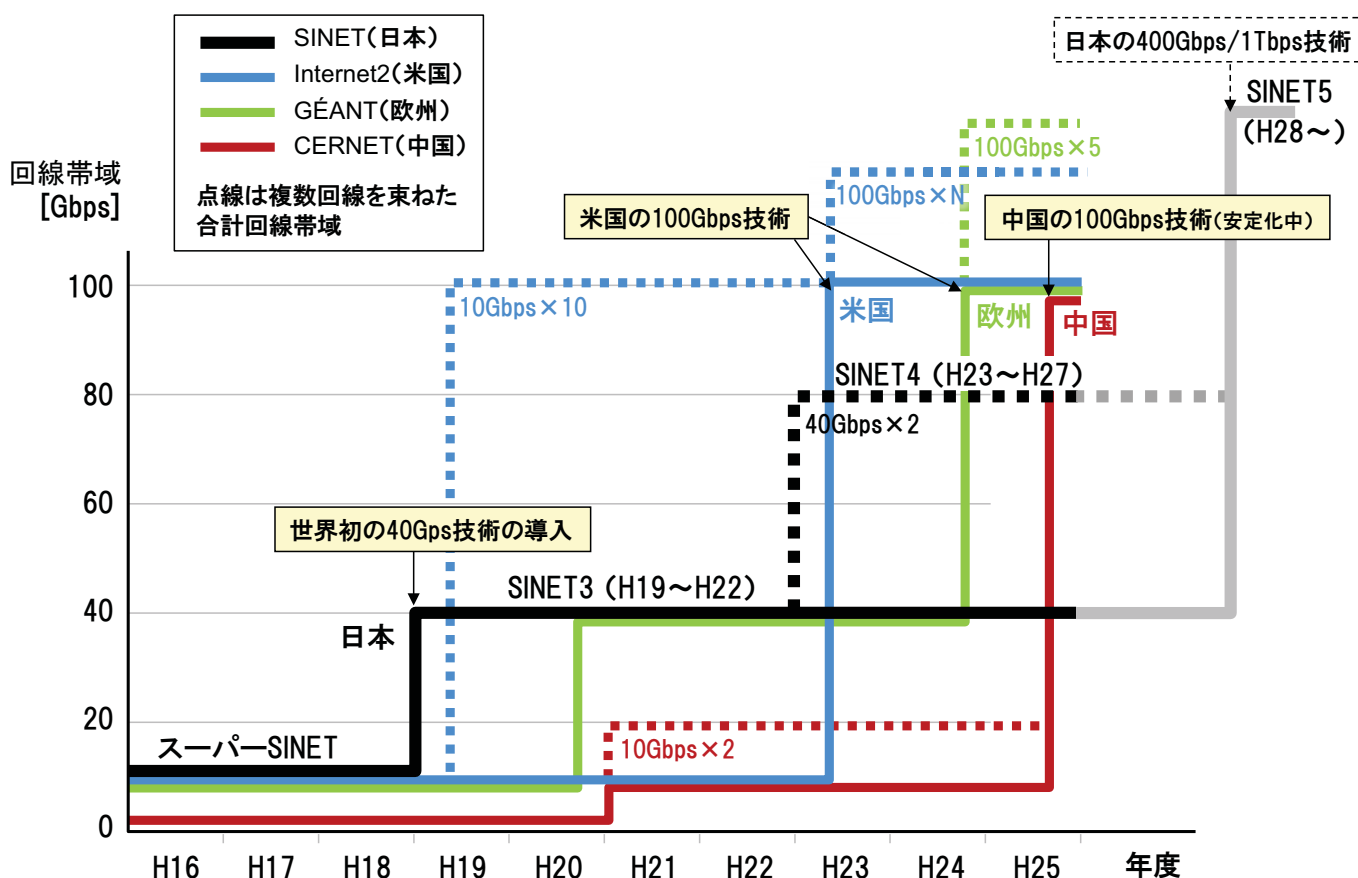 SINET(日本)
Internet2(米国)
GÉANT(欧州)
CERNET(中国)
点線は複数回線を束ねた
合計回線帯域
日本の400Gbps/1Tbps技術
SINET5
(H28～)
回線帯域
[Gbps]
100Gbps×5
100Gbps×N
米国の100Gbps技術
中国の100Gbps技術(安定化中)
100
10Gbps×10
米国
欧州
中国
SINET4 (H23～H27)
80
40Gbps×2
60
世界初の40Gps技術の導入
SINET3 (H19～H22)
40
日本
20
スーパーSINET
10Gbps×2
0
H16 H17 H18 H19 H20 H21 H22 H23 H24 H25 年度